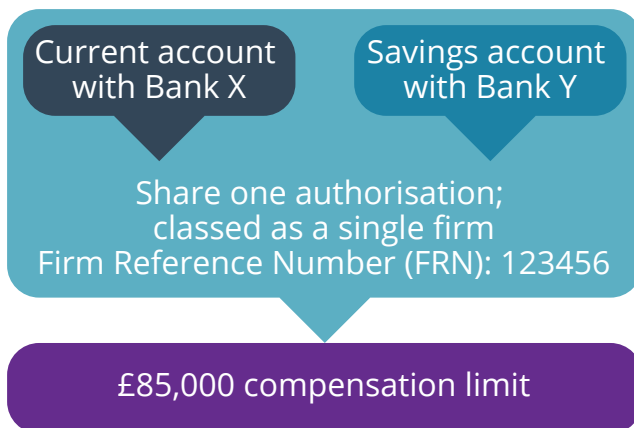 Current account
with Bank X
Savings account
with Bank Y
Share one authorisation;
classed as a single firm
Firm Reference Number (FRN): 123456
£85,000 compensation limit